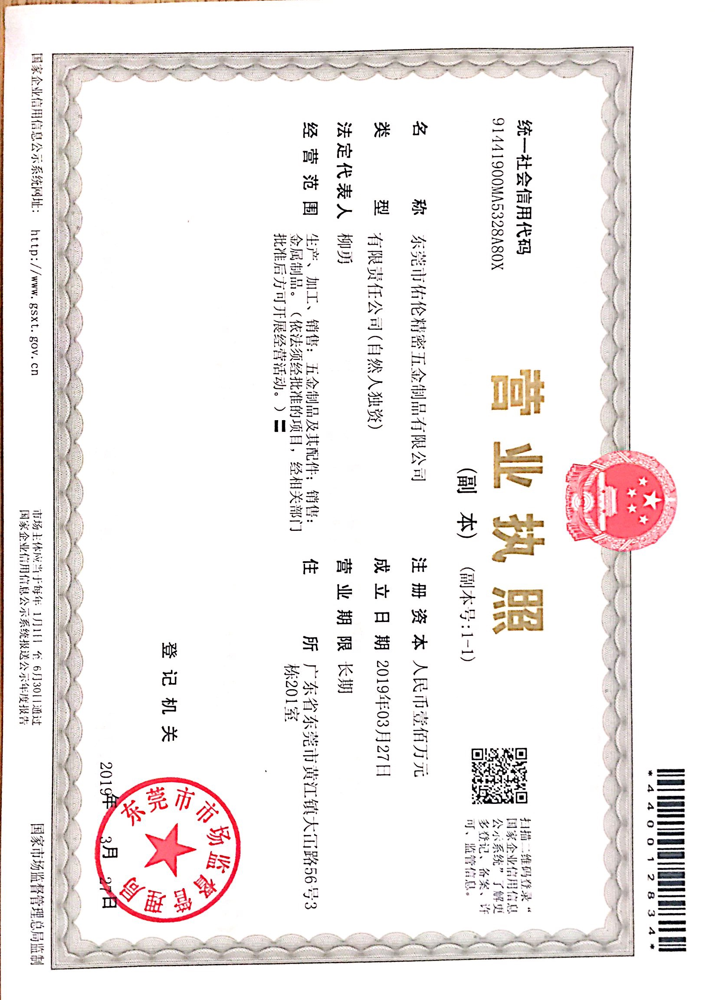 *440012834*
统一社会信用代码
91441900MA5328A80X
营业执照
(副 本) (副本号:1-1)
扫描二维码登录“
国家企业信用信息
公示系统”了解更
多登记、备案、许
可、监管信息。
名 称 东莞市佑伦精密五金制品有限公司
类 型 有限责任公司(自然人独资)
法定代表人 柳勇
经营范围 生产、加工、销售：五金制品及其配件；销售：
金属制品。（依法须经批准的项目，经相关部门
批准后方可开展经营活动。）〓
注册资本 人民币壹佰万元
成立日期 2019年03月27日
营业期限 长期
住 所 广东省东莞市黄江镇大冚路56号3
栋201室
登记机关
东莞市市场监督管理局
2019年 3月 27日
国家企业信用信息公示系统网址: http://www.gsxt.gov.cn
市场主体应当于每年 1月1日 至 6月30日通过
国家企业信用信息公示系统报送公示年度报告
国家市场监督管理总局监制